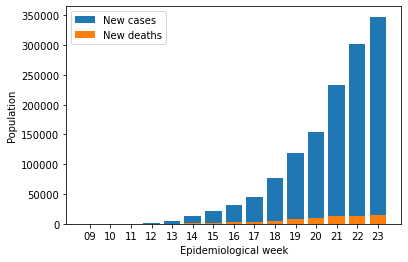 New cases
New deaths
Population
350000
300000
250000
200000
150000
100000
50000
0
09 10 11 12 13 14 15 16 17 18 19 20 21 22 23
Epidemiological week